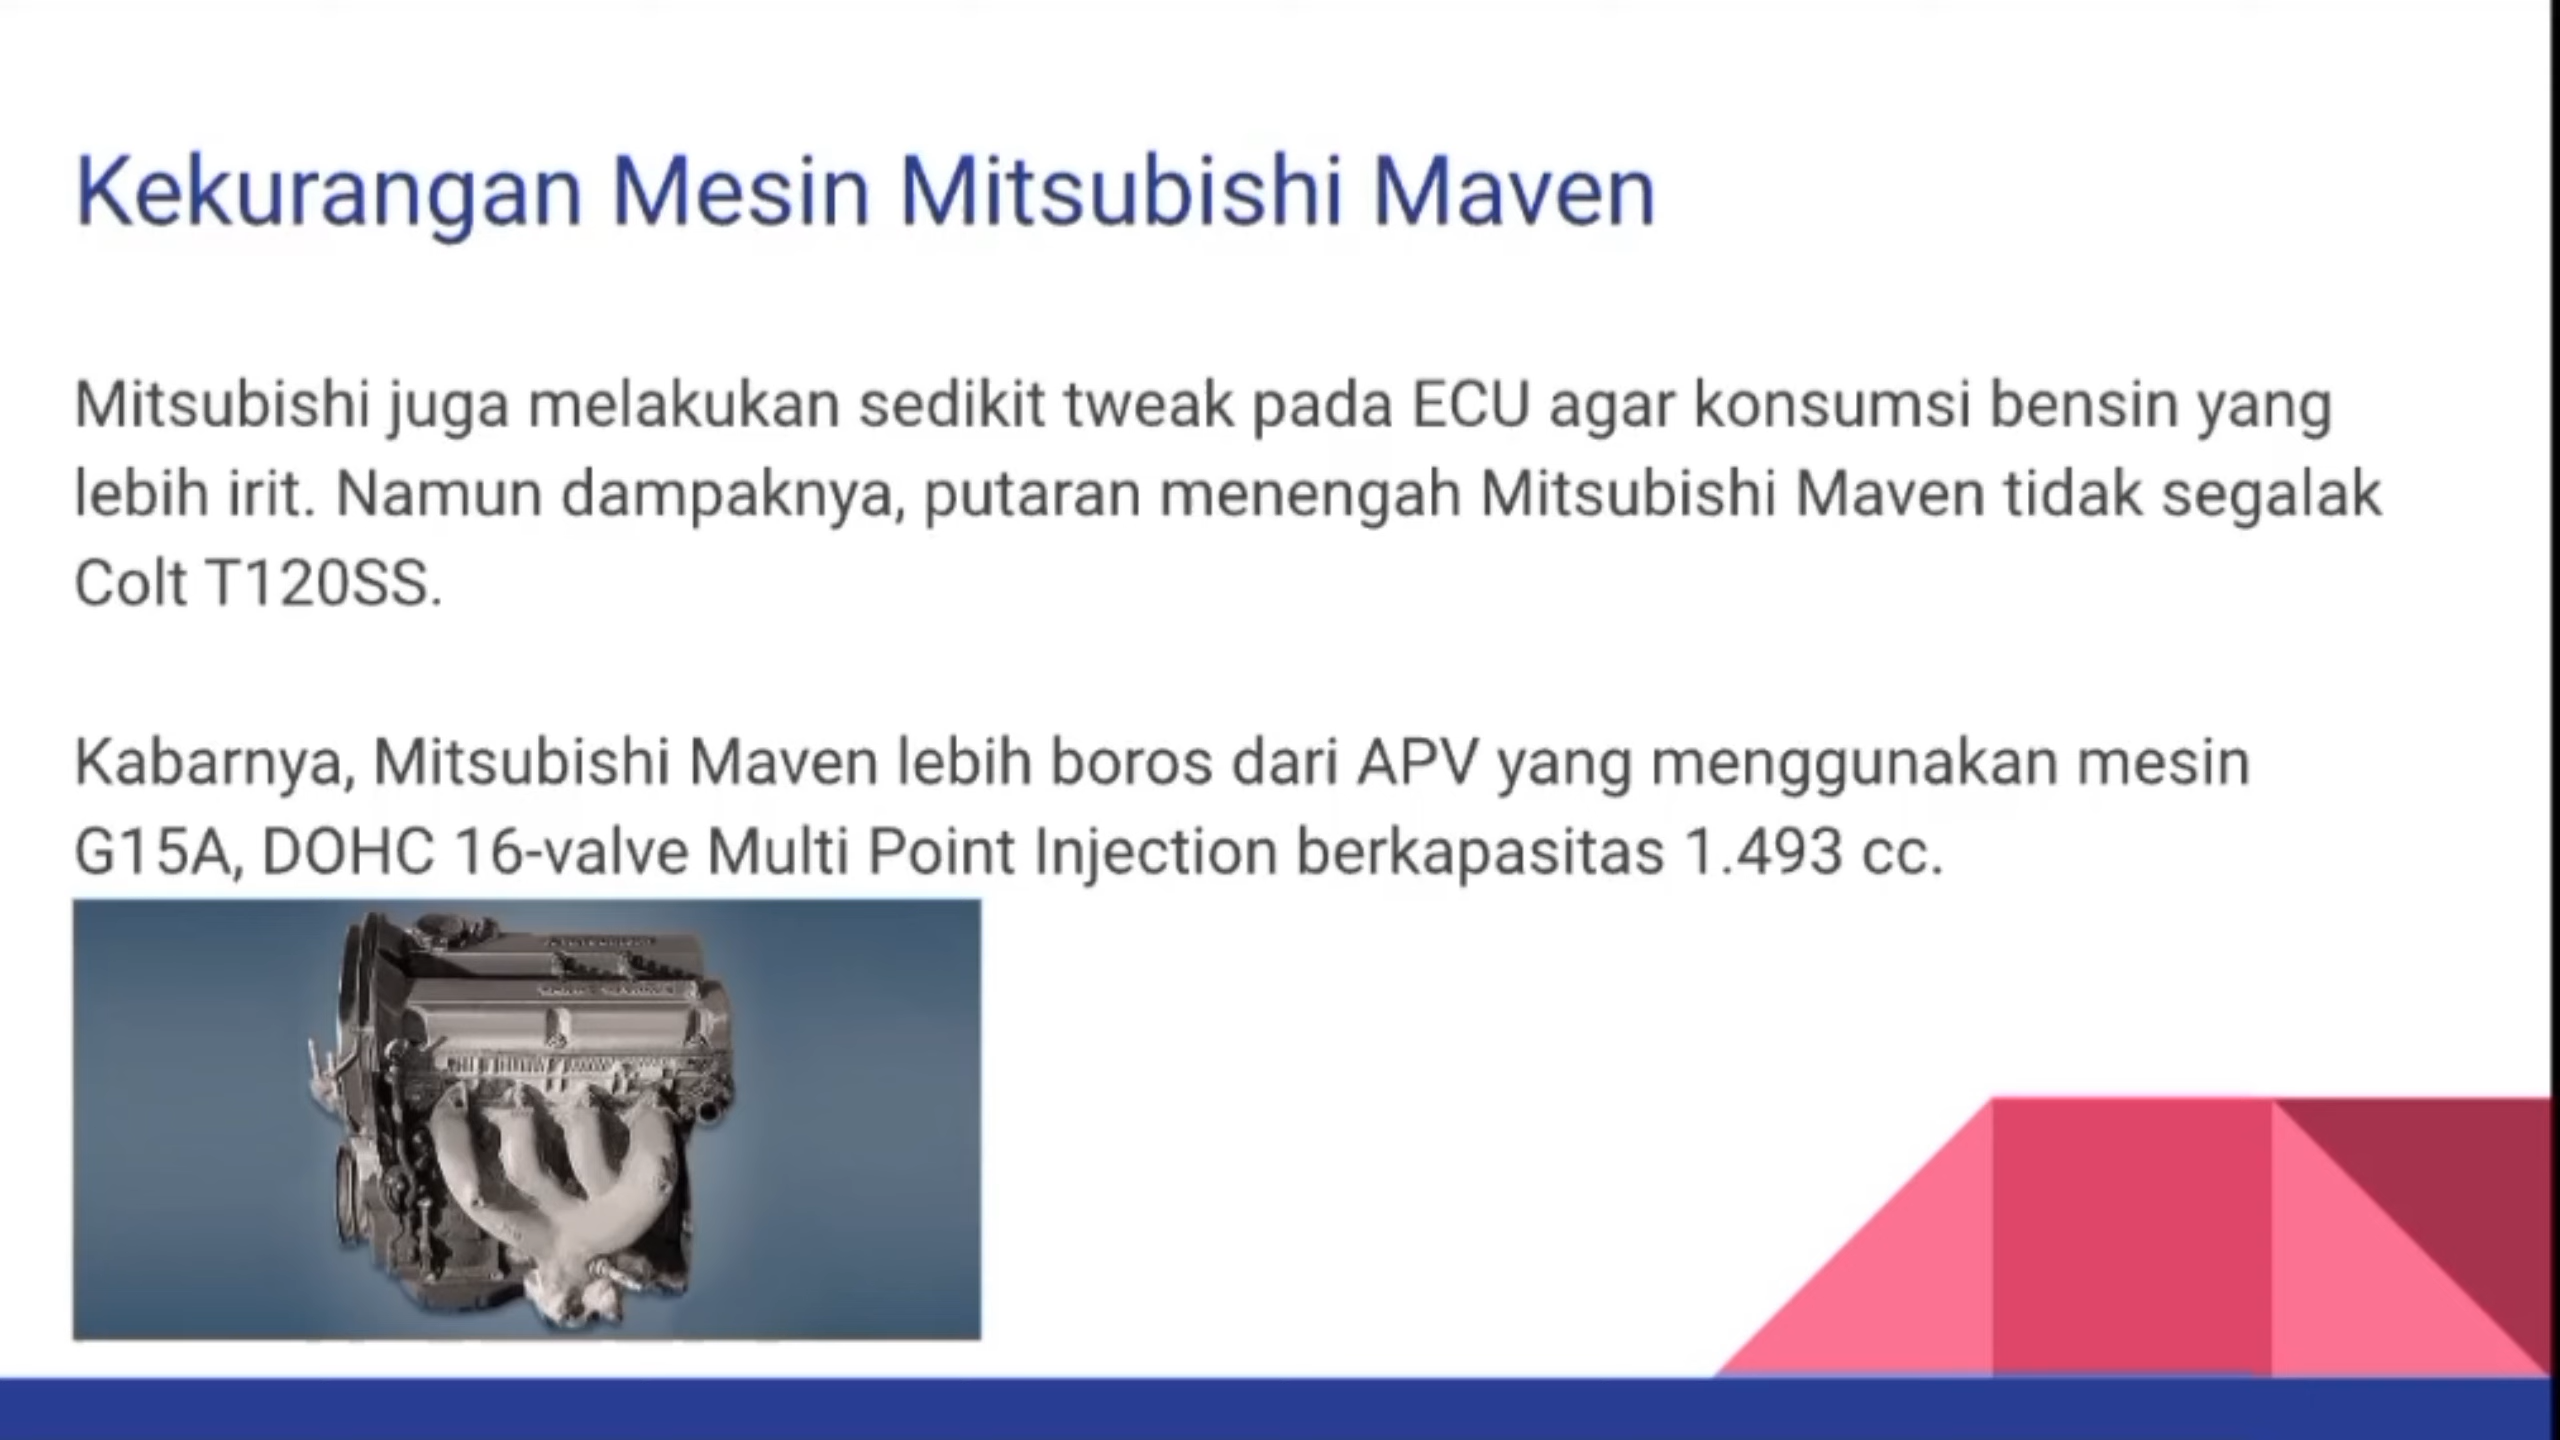 Kekurangan Mesin Mitsubishi Maven
Mitsubishi juga melakukan sedikit tweak pada ECU agar konsumsi bensin yang
lebih irit. Namun dampaknya, putaran menengah Mitsubishi Maven tidak segalak
Colt T120SS.
Kabarnya, Mitsubishi Maven lebih boros dari APV yang menggunakan mesin
G15A, DOHC 16-valve Multi Point Injection berkapasitas 1.493 cc.